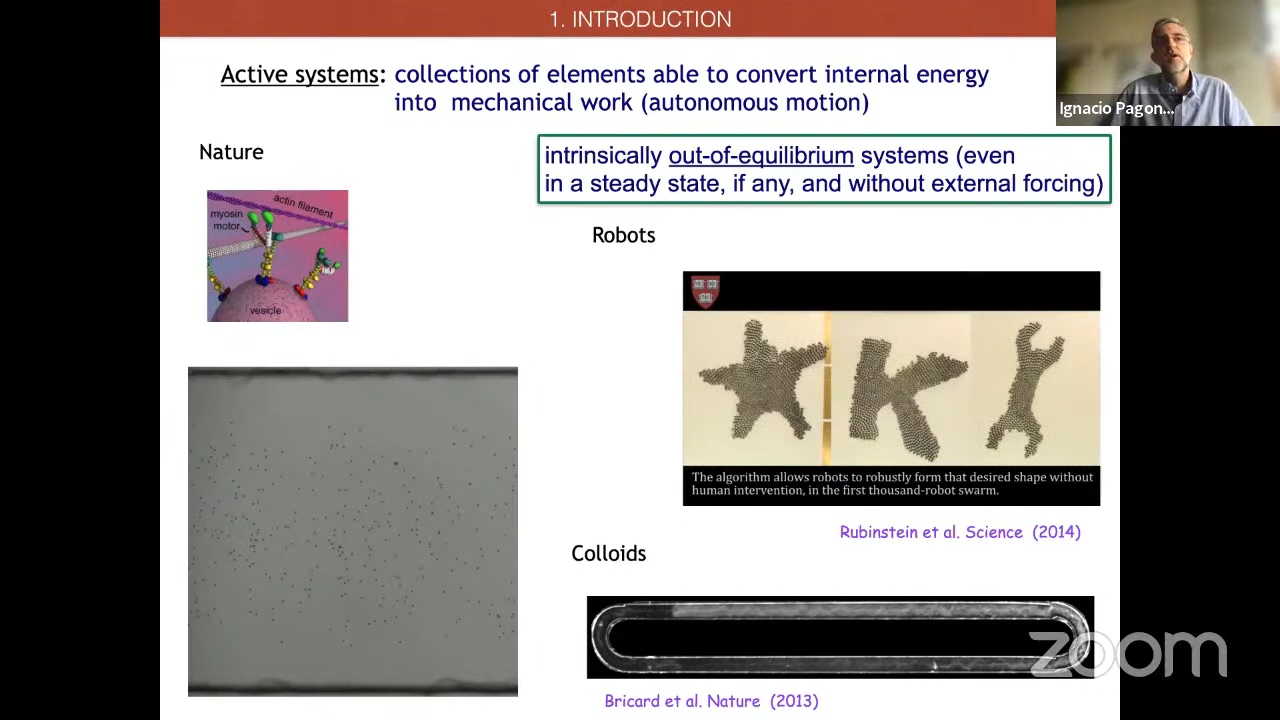 1. INTRODUCTION
Active systems: collections of elements able to convert internal energy
into mechanical work (autonomous motion)
Ignacio Pagon...
Nature
intrinsically out-of-equilibrium systems (even
in a steady state, if any, and without external forcing)
actin filament
myosin
motor
vesicle
Robots
The algorithm allows robots to robustly form that desired shape without
human intervention, in the first thousand-robot swarm.
Rubinstein et al. Science (2014)
Colloids
zoom
Bricard et al. Nature (2013)